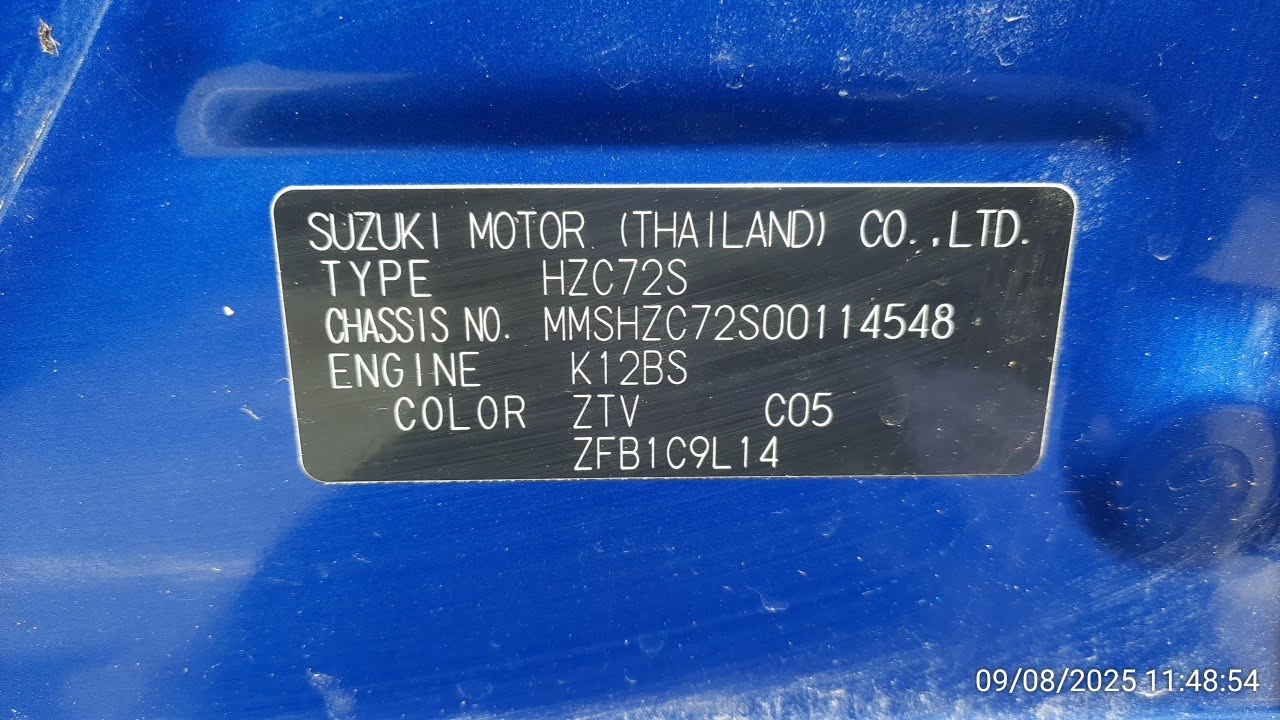 SUZUKI MOTOR (THAILAND) CO.,LTD.
TYPE HZC72S
CHASSIS NO. MMSHZC72S00114548
ENGINE K12BS
COLOR ZTV C05
ZFB1C9L14
09/08/2025 11:48:54